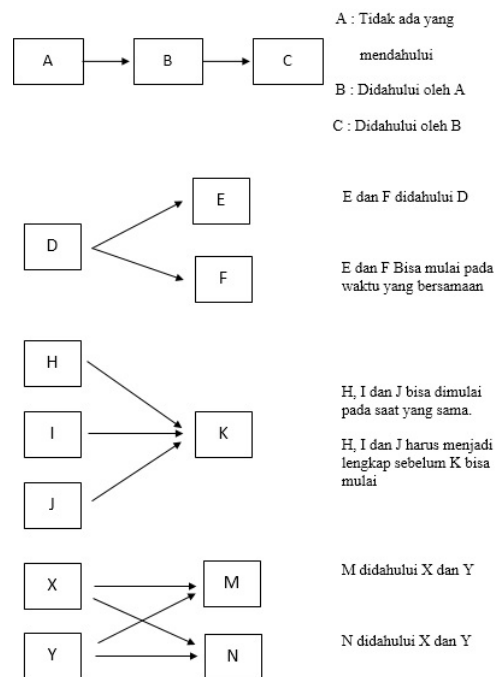 A : Tidak ada yang
mendahului
A
B
C
B : Didahului oleh A
C : Didahului oleh B
E
E dan F didahului D
D
F
E dan F Bisa mulai pada
waktu yang bersamaan
H
H, I dan J bisa dimulai
pada saat yang sama.
I
K
H, I dan J harus menjadi
lengkap sebelum K bisa
mulai
J
X
M
M didahului X dan Y
Y
N
N didahului X dan Y